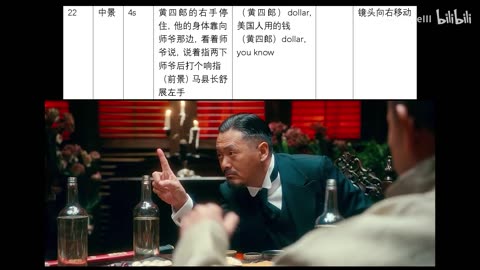 22
中景
4s
黄四郎的右手停
住，他的身体靠向
师爷那边，看着师
爷说，说着指两下
师爷后打个响指
（前景）马县长舒
展左手
（黄四郎）dollar,
美国人用的钱
（黄四郎）dollar,
you know
镜头向右移动
bilibili